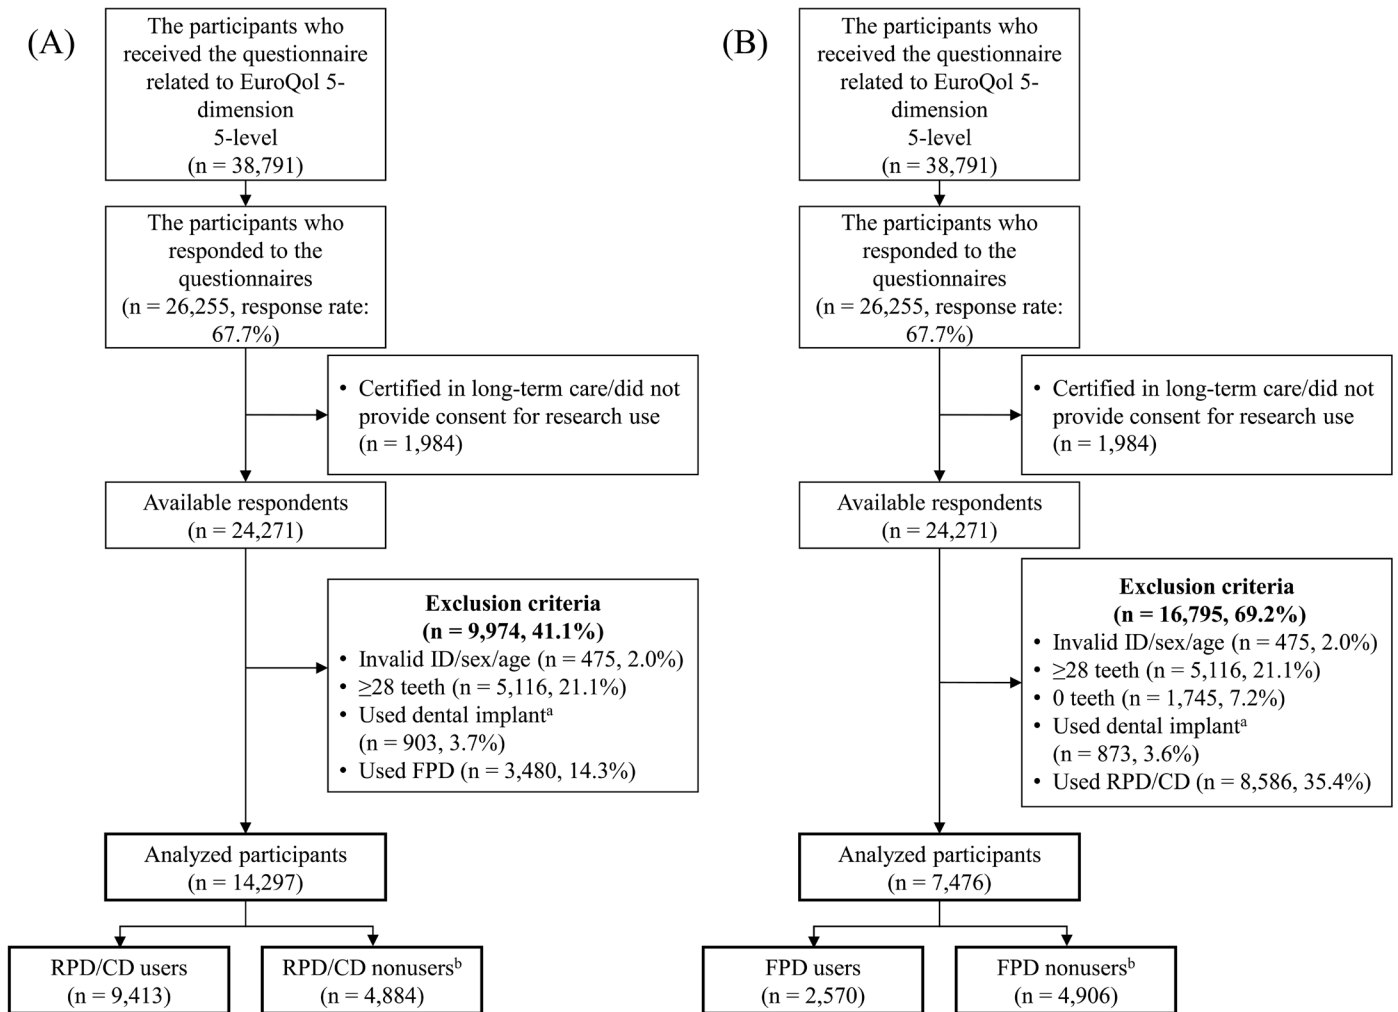 (A)
The participants who
received the questionnaire
related to EuroQol 5-
dimension
5-level
(n = 38,791)
The participants who
responded to the
questionnaires
(n = 26,255, response rate:
67.7%)
• Certified in long-term care/did not
provide consent for research use
(n = 1,984)
Available respondents
(n = 24,271)
Exclusion criteria
(n = 9,974, 41.1%)
• Invalid ID/sex/age (n = 475, 2.0%)
• ≥28 teeth (n = 5,116, 21.1%)
• Used dental implantᵃ
(n = 903, 3.7%)
• Used FPD (n = 3,480, 14.3%)
Analyzed participants
(n = 14,297)
RPD/CD users
(n = 9,413)
RPD/CD nonusersᵇ
(n = 4,884)
(B)
The participants who
received the questionnaire
related to EuroQol 5-
dimension
5-level
(n = 38,791)
The participants who
responded to the
questionnaires
(n = 26,255, response rate:
67.7%)
• Certified in long-term care/did not
provide consent for research use
(n = 1,984)
Available respondents
(n = 24,271)
Exclusion criteria
(n = 16,795, 69.2%)
• Invalid ID/sex/age (n = 475, 2.0%)
• ≥28 teeth (n = 5,116, 21.1%)
• 0 teeth (n = 1,745, 7.2%)
• Used dental implantᵃ
(n = 873, 3.6%)
• Used RPD/CD (n = 8,586, 35.4%)
Analyzed participants
(n = 7,476)
FPD users
(n = 2,570)
FPD nonusersᵇ
(n = 4,906)